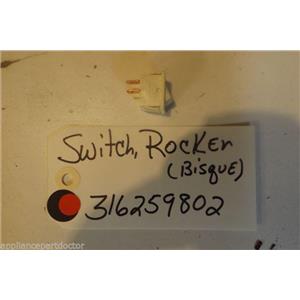 Switch, Rocker
(Bisque)
316259802
appliancepartdoctor